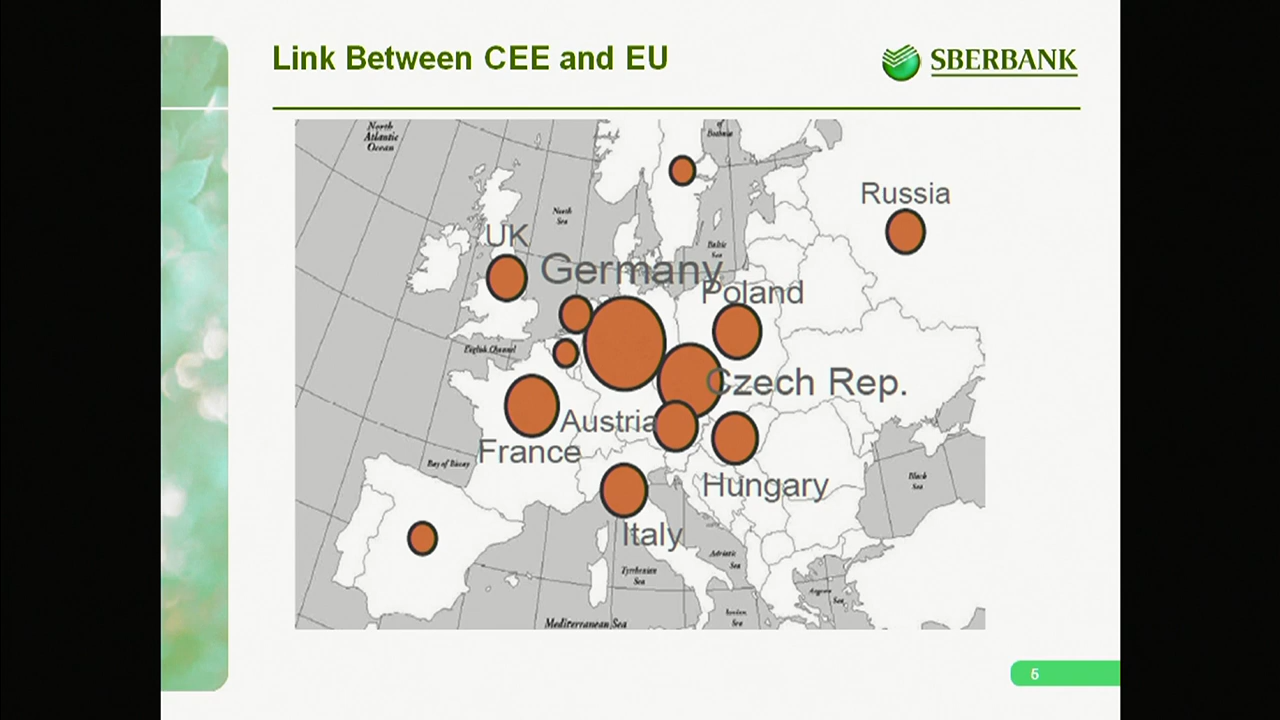 Link Between CEE and EU
SBERBANK
North
Atlantic
Ocean
of
Bothnia
Russia
North
Sea
UK
Baltic
Sea
Germany
Poland
English Channel
Czech Rep.
Austria
France
Bay of Biscay
Hungary
Black
Sea
Italy
Adriatic
Sea
Tyrrhenian
Sea
Aegean
Sea
Ionian
Sea
Mediterranean Sea